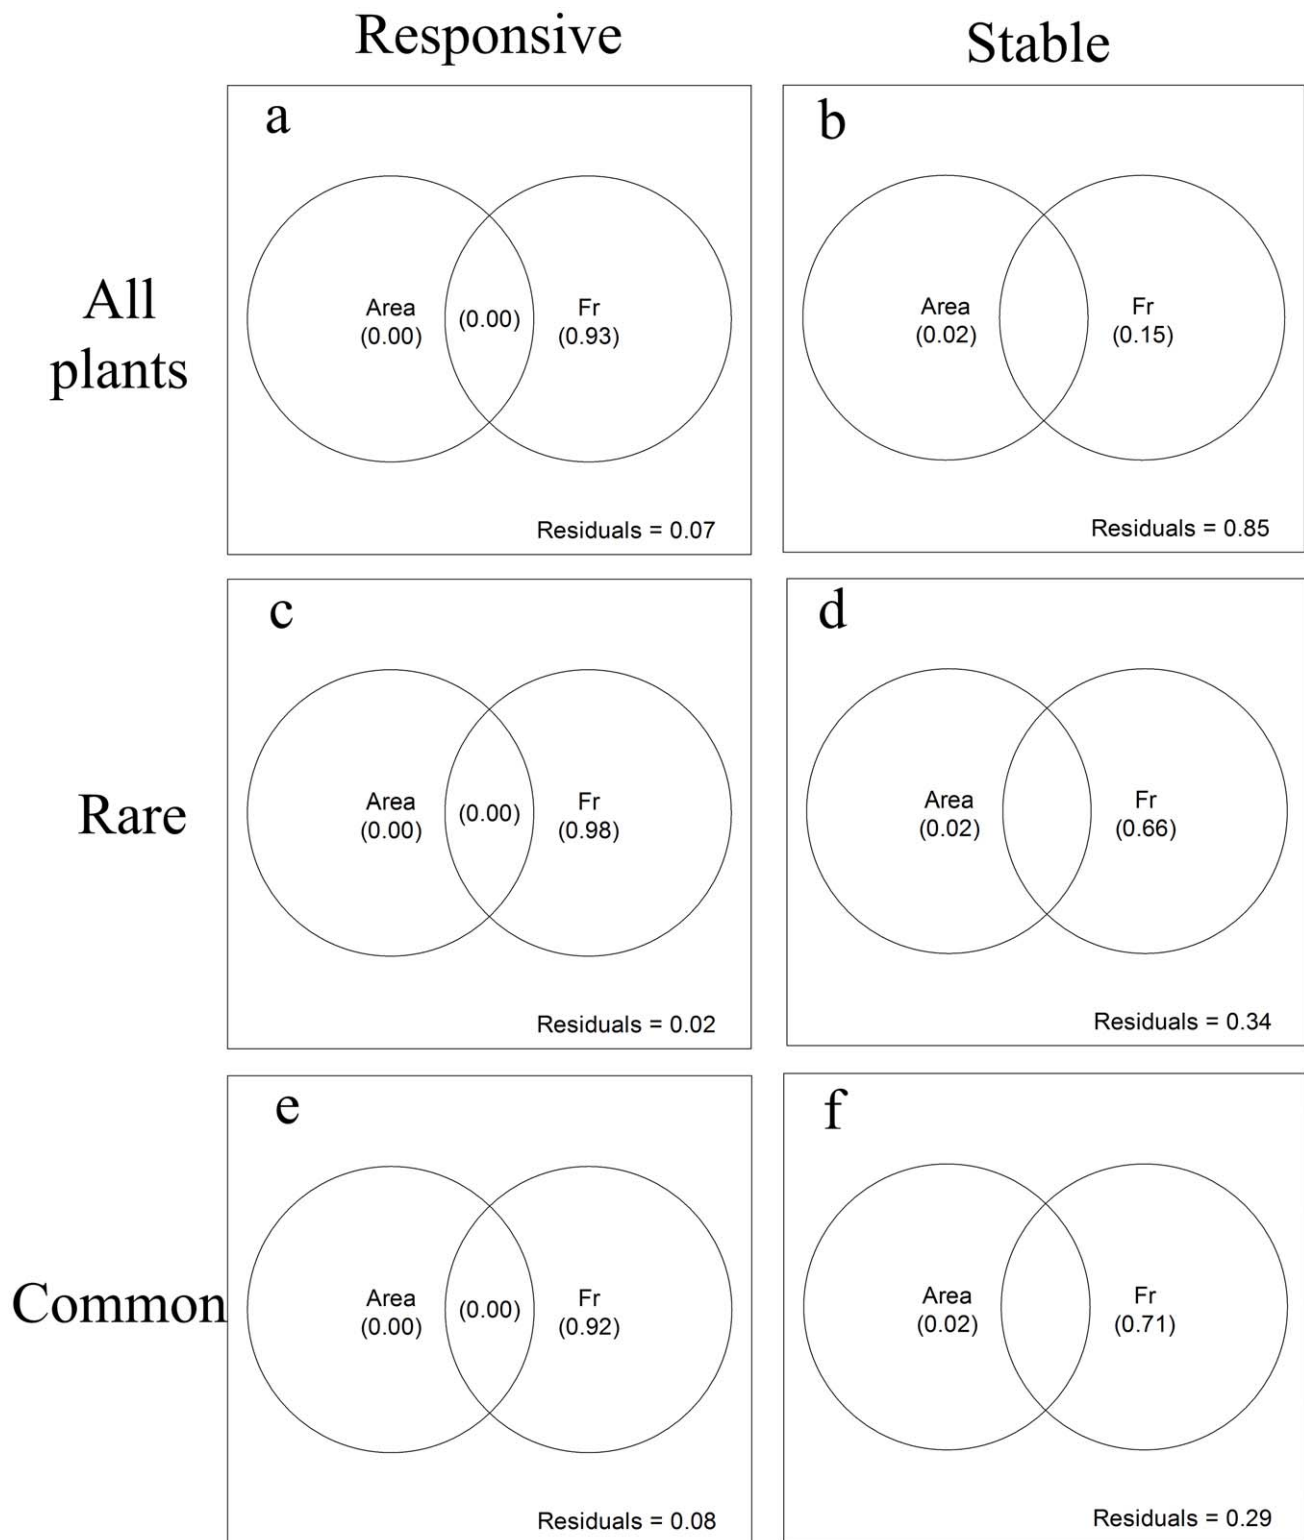 Responsive
Stable
All
plants
a
Area
(0.00)
(0.00)
Fr
(0.93)
Residuals = 0.07
b
Area
(0.02)
Fr
(0.15)
Residuals = 0.85
Rare
c
Area
(0.00)
(0.00)
Fr
(0.98)
Residuals = 0.02
d
Area
(0.02)
Fr
(0.66)
Residuals = 0.34
Common
e
Area
(0.00)
(0.00)
Fr
(0.92)
Residuals = 0.08
f
Area
(0.02)
Fr
(0.71)
Residuals = 0.29